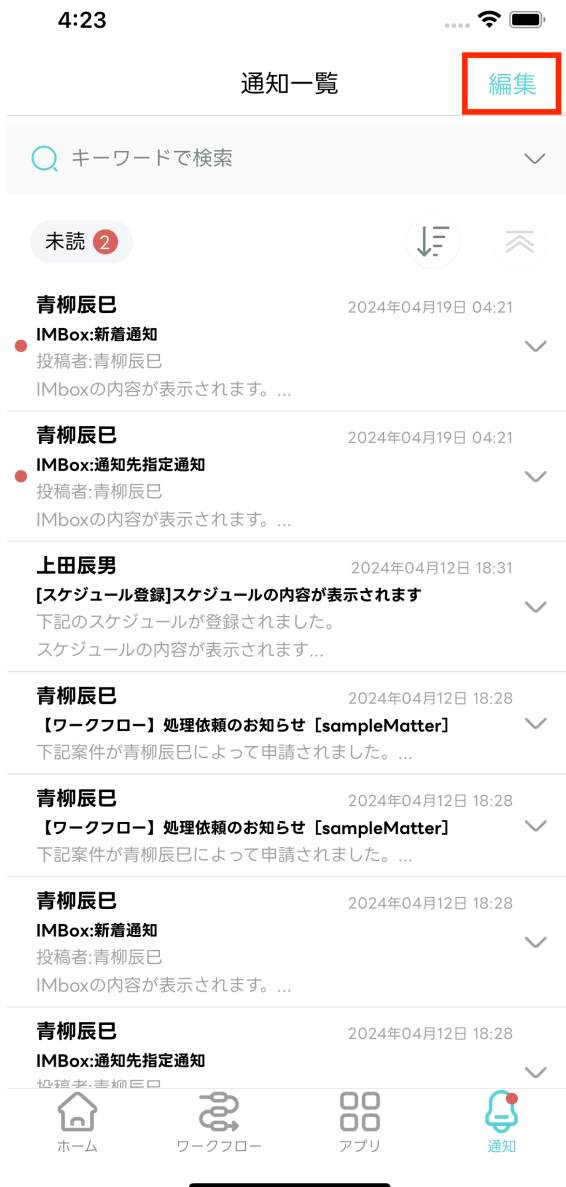 4:23
通知一覧
編集
キーワードで検索
未読 2
青柳辰巳 2024年04月19日 04:21
IMBox:新着通知
投稿者:青柳辰巳
IMboxの内容が表示されます。...
青柳辰巳 2024年04月19日 04:21
IMBox:通知先指定通知
投稿者:青柳辰巳
IMboxの内容が表示されます。...
上田辰男 2024年04月12日 18:31
[スケジュール登録]スケジュールの内容が表示されます
下記のスケジュールが登録されました。
スケジュールの内容が表示されます...
青柳辰巳 2024年04月12日 18:28
【ワークフロー】処理依頼のお知らせ［sampleMatter］
下記案件が青柳辰巳によって申請されました。...
青柳辰巳 2024年04月12日 18:28
【ワークフロー】処理依頼のお知らせ［sampleMatter］
下記案件が青柳辰巳によって申請されました。...
青柳辰巳 2024年04月12日 18:28
IMBox:新着通知
投稿者:青柳辰巳
IMboxの内容が表示されます。...
青柳辰巳 2024年04月12日 18:28
IMBox:通知先指定通知
投稿者:青柳辰巳
ホーム ワークフロー アプリ 通知